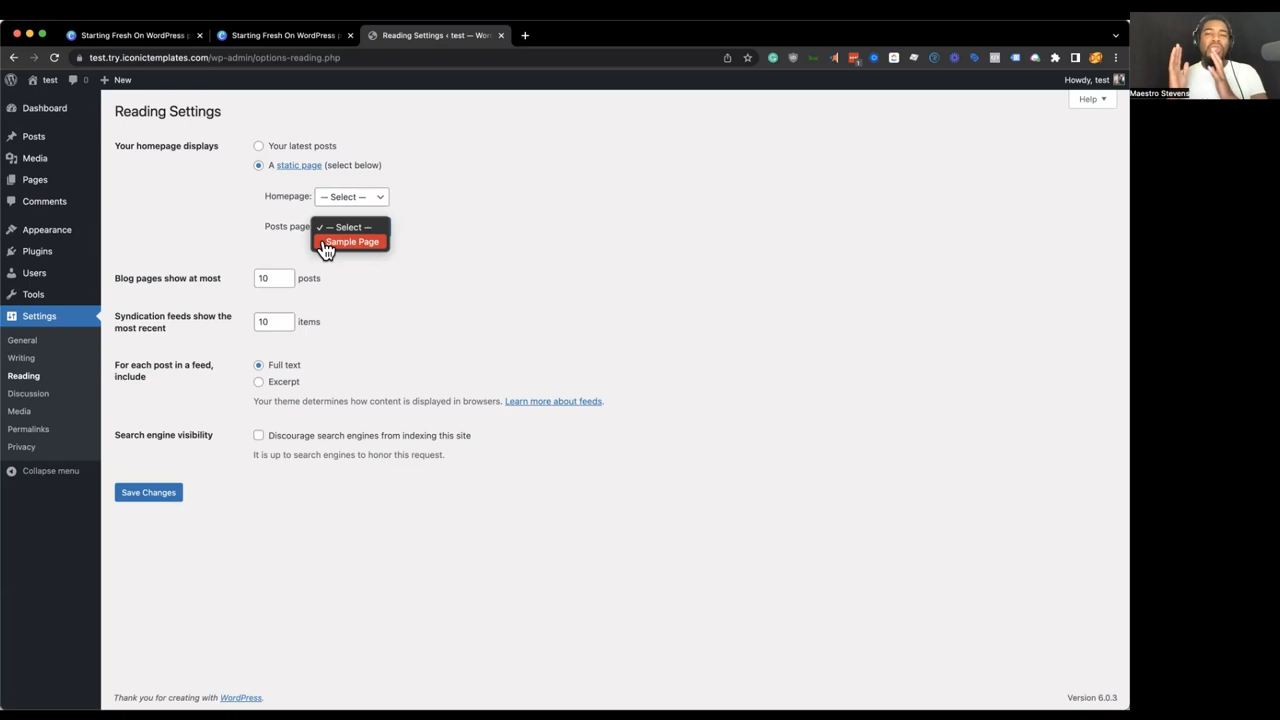 Starting Fresh On WordPress p
Starting Fresh On WordPress p
Reading Settings ‹ test — Wor
test.try.iconictemplates.com/wp-admin/options-reading.php
test
0
New
Howdy, test
Maestro Stevens
Help
Dashboard
Posts
Media
Pages
Comments
Appearance
Plugins
Users
Tools
Settings
General
Writing
Reading
Discussion
Media
Permalinks
Privacy
Collapse menu
Reading Settings
Your homepage displays
Your latest posts
A static page (select below)
Homepage: — Select —
Posts page ✓ — Select —
Sample Page
Blog pages show at most 10 posts
Syndication feeds show the
most recent
10 items
For each post in a feed,
include
Full text
Excerpt
Your theme determines how content is displayed in browsers. Learn more about feeds.
Search engine visibility
Discourage search engines from indexing this site
It is up to search engines to honor this request.
Save Changes
Thank you for creating with WordPress.
Version 6.0.3